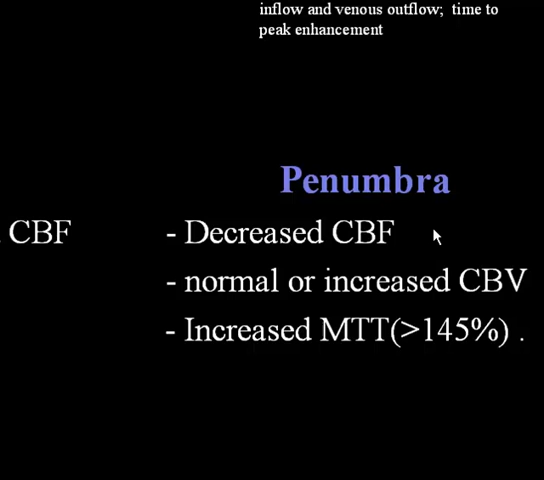 inflow and venous outflow; time to
peak enhancement
Penumbra
CBF
- Decreased CBF
- normal or increased CBV
- Increased MTT(>145%) .